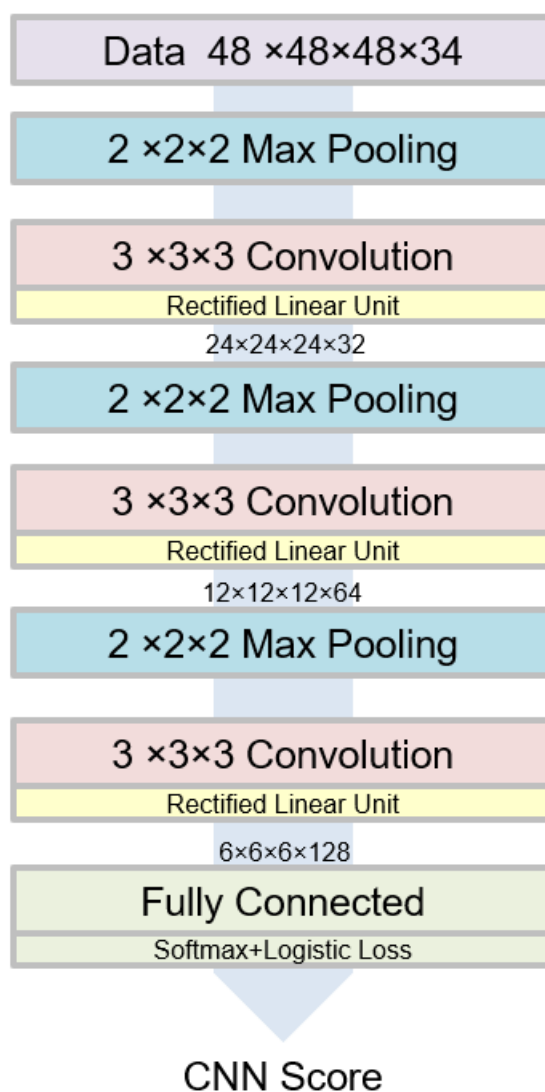 Data 48 ×48×48×34
2 ×2×2 Max Pooling
3 ×3×3 Convolution
Rectified Linear Unit
24×24×24×32
2 ×2×2 Max Pooling
3 ×3×3 Convolution
Rectified Linear Unit
12×12×12×64
2 ×2×2 Max Pooling
3 ×3×3 Convolution
Rectified Linear Unit
6×6×6×128
Fully Connected
Softmax+Logistic Loss
CNN Score